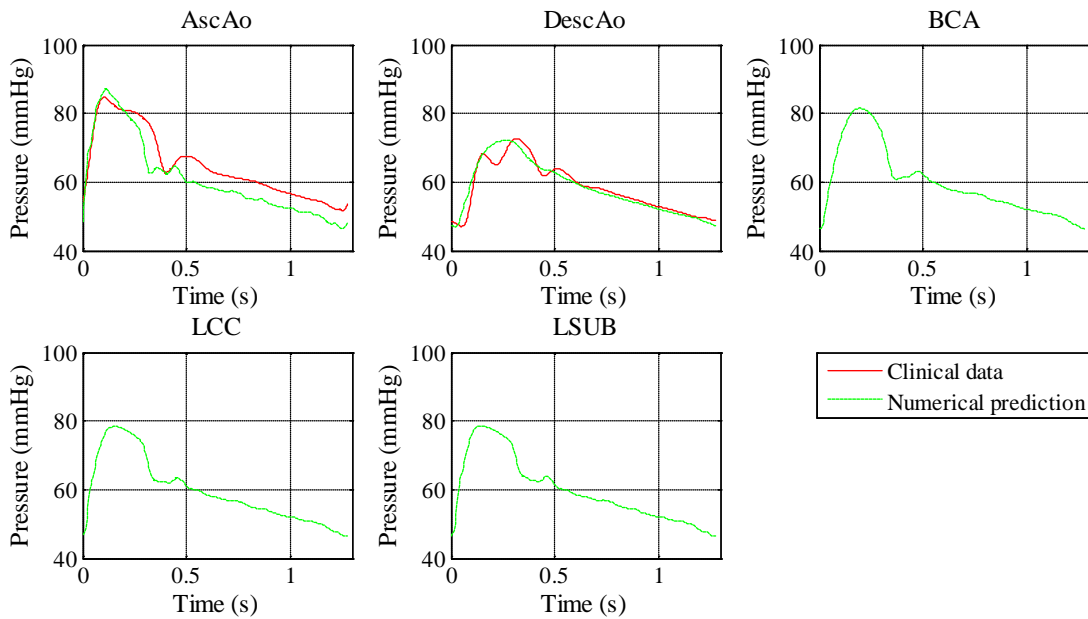 AscAo
DescAo
BCA
100
80
60
40
Pressure (mmHg)
0
0.5
1
Time (s)
100
80
60
40
Pressure (mmHg)
0
0.5
1
Time (s)
100
80
60
40
Pressure (mmHg)
0
0.5
1
Time (s)
LCC
LSUB
100
80
60
40
Pressure (mmHg)
0
0.5
1
Time (s)
100
80
60
40
Pressure (mmHg)
0
0.5
1
Time (s)
Clinical data
Numerical prediction